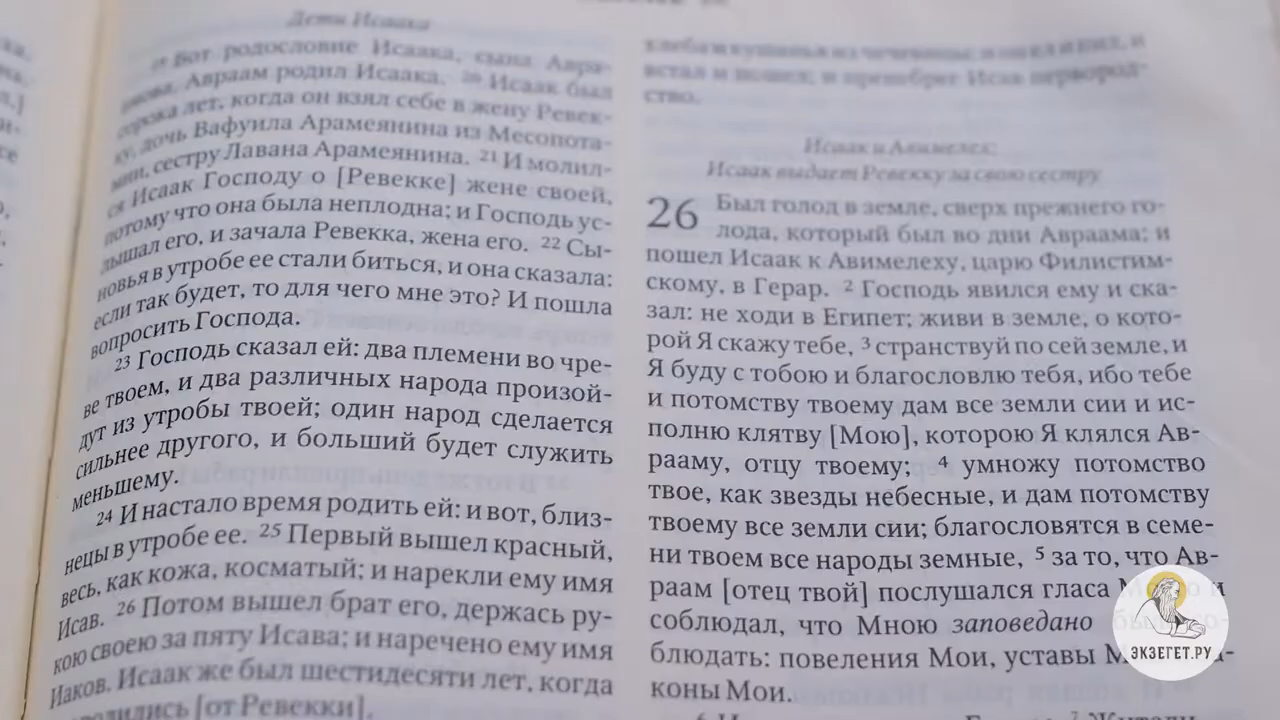 Дети Исаака
19 Вот родословие Исаака, сына Авра-
амова. Авраам родил Исаака. 20 Исаак был
сорока лет, когда он взял себе в жену Ревек-
ку, дочь Вафуила Арамеянина из Месопота-
мии, сестру Лавана Арамеянина. 21 И молил-
ся Исаак Господу о [Ревекке] жене своей,
потому что она была неплодна; и Господь ус-
лышал его, и зачала Ревекка, жена его. 22 Сы-
новья в утробе ее стали биться, и она сказала:
если так будет, то для чего мне это? И пошла
вопросить Господа.
23 Господь сказал ей: два племени во чре-
ве твоем, и два различных народа произой-
дут из утробы твоей; один народ сделается
сильнее другого, и больший будет служить
меньшему.
24 И настало время родить ей: и вот, близ-
нецы в утробе ее. 25 Первый вышел красный,
весь, как кожа, косматый; и нарекли ему имя
Исав. 26 Потом вышел брат его, держась ру-
кою своею за пяту Исава; и наречено ему имя
Иаков. Исаак же был шестидесяти лет, когда
родились [от Ревекки].
хлеба и кушанья из чечевицы; и он ел и пил, и
встал и пошел; и пренебрег Исав первород-
ство.
Исаак и Авимелех;
Исаак выдает Ревекку за свою сестру
26 Был голод в земле, сверх прежнего го-
лода, который был во дни Авраама; и
пошел Исаак к Авимелеху, царю Филистим-
скому, в Герар. 2 Господь явился ему и ска-
зал: не ходи в Египет; живи в земле, о кото-
рой Я скажу тебе, 3 странствуй по сей земле, и
Я буду с тобою и благословлю тебя, ибо тебе
и потомству твоему дам все земли сии и ис-
полню клятву [Мою], которою Я клялся Ав-
рааму, отцу твоему; 4 умножу потомство
твое, как звезды небесные, и дам потомству
твоему все земли сии; благословятся в семе-
ни твоем все народы земные, 5 за то, что Ав-
раам [отец твой] послушался гласа
соблюдал, что Мною заповедано
блюдать: повеления Мои, уставы
коны Мои.
ЭКЗЕГЕТ.РУ